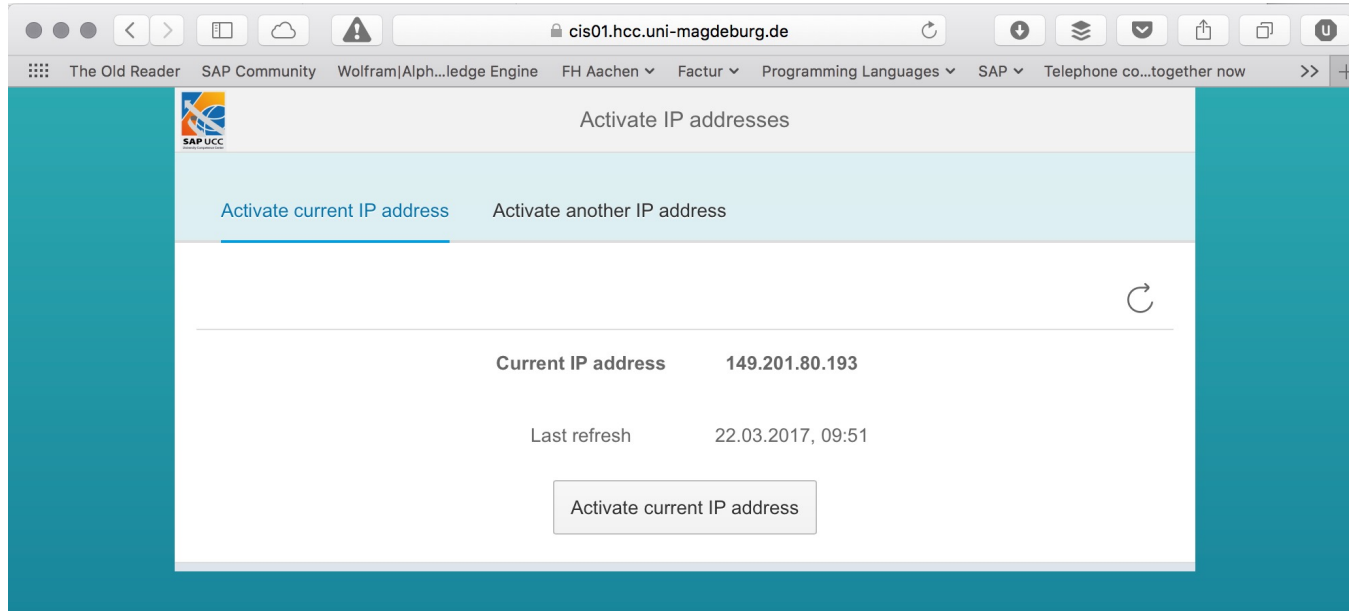 cis01.hcc.uni-magdeburg.de
U
The Old Reader SAP Community Wolfram|Alph...ledge Engine FH Aachen Factur Programming Languages SAP Telephone co...together now >> +
SAP UCC
Activate IP addresses
Activate current IP address Activate another IP address
Current IP address 149.201.80.193
Last refresh 22.03.2017, 09:51
Activate current IP address